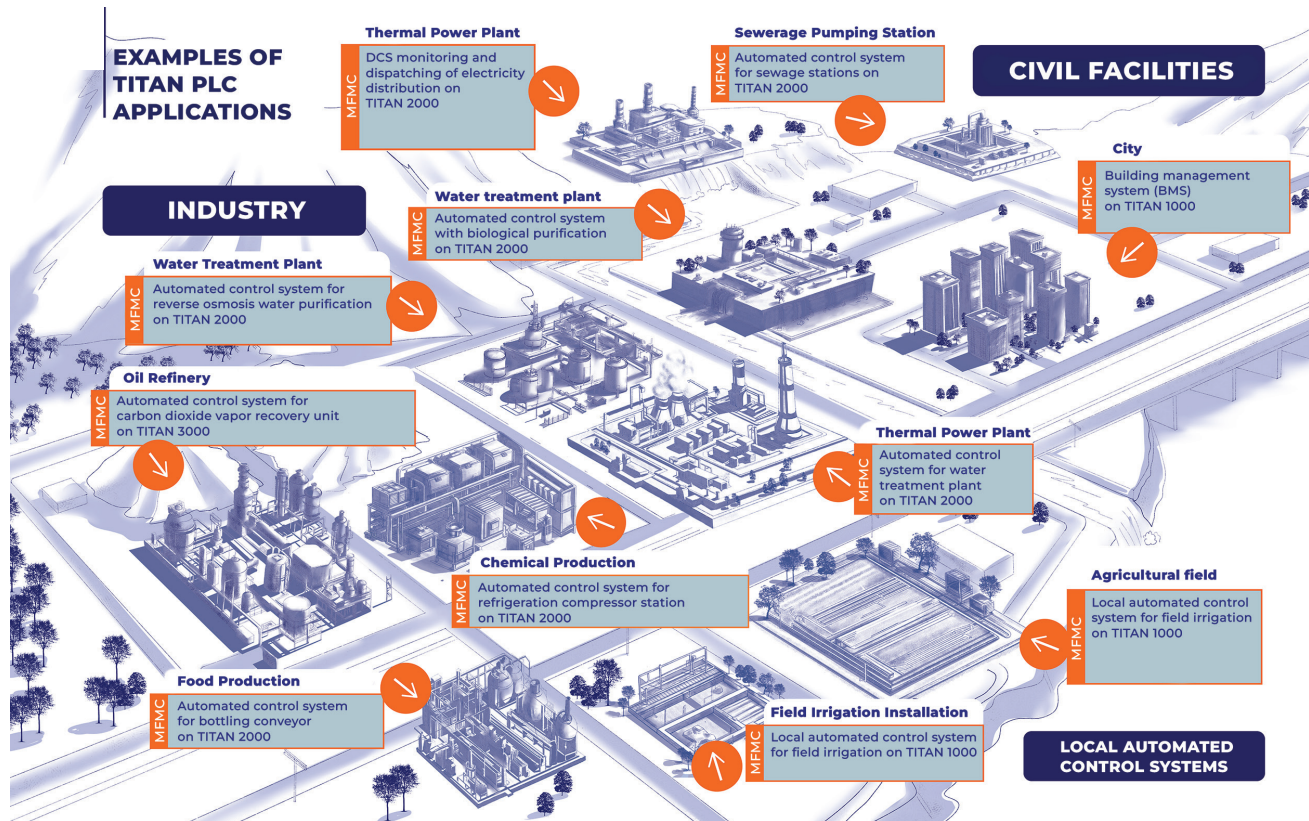 EXAMPLES OF
TITAN PLC
APPLICATIONS
Thermal Power Plant
MFMC
DCS monitoring and
dispatching of electricity
distribution on
TITAN 2000
Sewerage Pumping Station
MFMC
Automated control system
for sewage stations on
TITAN 2000
CIVIL FACILITIES
City
MFMC
Building management
system (BMS)
on TITAN 1000
Water treatment plant
MFMC
Automated control system
with biological purification
on TITAN 2000
INDUSTRY
Water Treatment Plant
MFMC
Automated control system for
reverse osmosis water purification
on TITAN 2000
Oil Refinery
MFMC
Automated control system for
carbon dioxide vapor recovery unit
on TITAN 3000
Thermal Power Plant
MFMC
Automated control
system for water
treatment plant
on TITAN 2000
Chemical Production
MFMC
Automated control system for
refrigeration compressor station
on TITAN 2000
Agricultural field
MFMC
Local automated control
system for field irrigation
on TITAN 1000
Food Production
MFMC
Automated control system
for bottling conveyor
on TITAN 2000
Field Irrigation Installation
MFMC
Local automated control system
for field irrigation on TITAN 1000
LOCAL AUTOMATED
CONTROL SYSTEMS